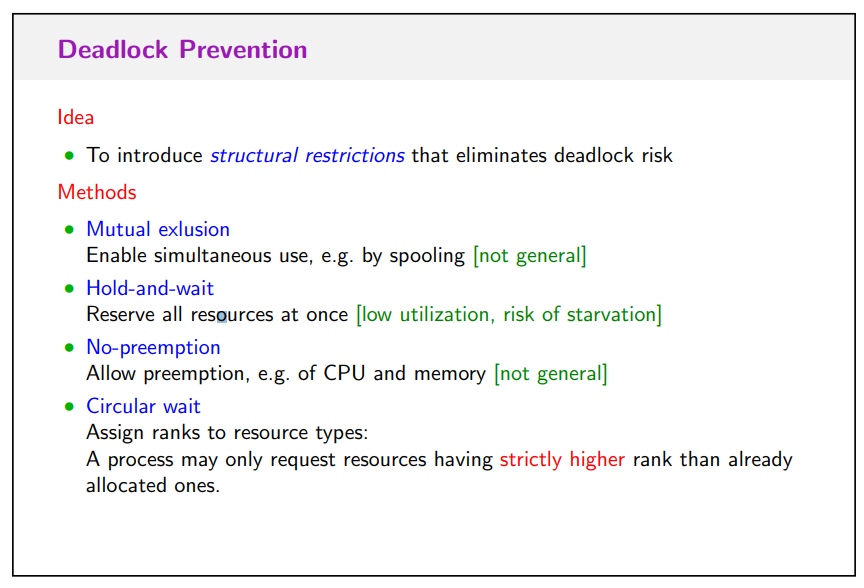 Deadlock Prevention
Idea
• To introduce structural restrictions that eliminates deadlock risk
Methods
• Mutual exlusion
Enable simultaneous use, e.g. by spooling [not general]
• Hold-and-wait
Reserve all resources at once [low utilization, risk of starvation]
• No-preemption
Allow preemption, e.g. of CPU and memory [not general]
• Circular wait
Assign ranks to resource types:
A process may only request resources having strictly higher rank than already
allocated ones.